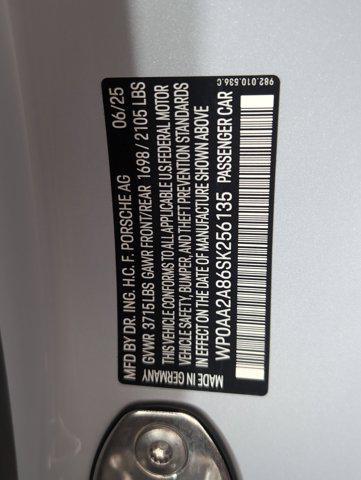 06/25
MFD BY DR. ING. H.C. F. PORSCHE AG
GVWR 3715LBS GAWR FRONT/REAR 1698 / 2105 LBS
THIS VEHICLE CONFORMS TO ALL APPLICABLE U.S.FEDERAL MOTOR
VEHICLE SAFETY, BUMPER, AND THEFT PREVENTION STANDARDS
IN EFFECT ON THE DATE OF MANUFACTURE SHOWN ABOVE
WP0AA2A86SK256135 PASSENGER CAR
MADE IN GERMANY
982.010.536.C